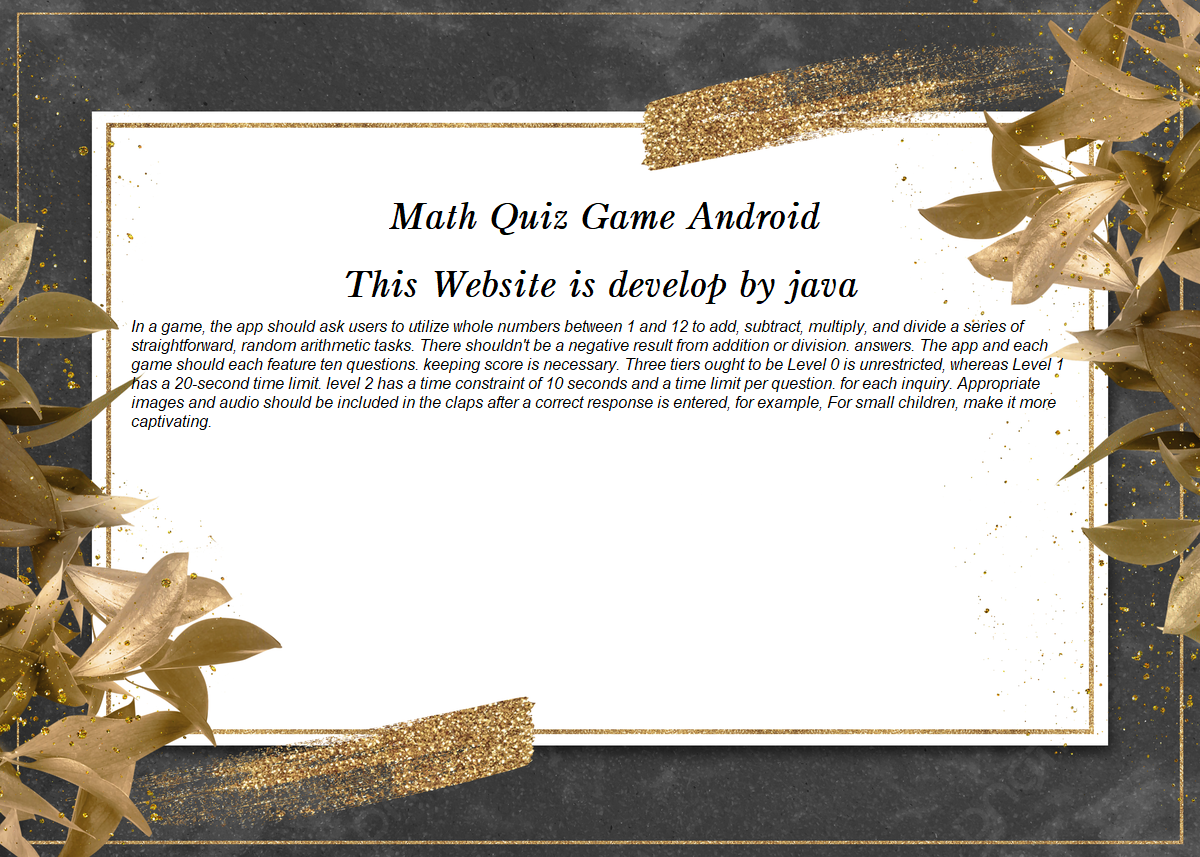 Math Quiz Game Android
This Website is develop by java
In a game, the app should ask users to utilize whole numbers between 1 and 12 to add, subtract, multiply, and divide a series of
straightforward, random arithmetic tasks. There shouldn't be a negative result from addition or division. answers. The app and each
game should each feature ten questions. keeping score is necessary. Three tiers ought to be Level 0 is unrestricted, whereas Level 1
has a 20-second time limit. level 2 has a time constraint of 10 seconds and a time limit per question. for each inquiry. Appropriate
images and audio should be included in the claps after a correct response is entered, for example, For small children, make it more
captivating.